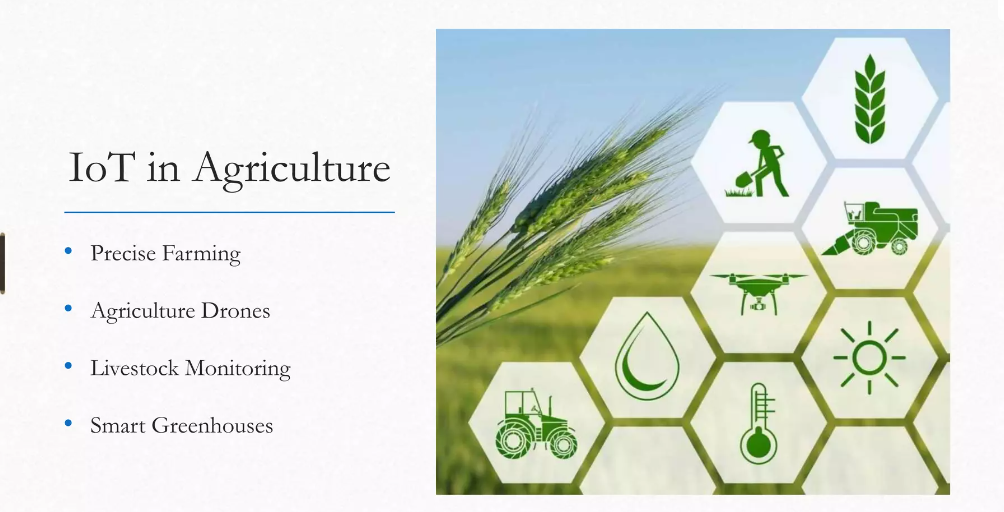 IoT in Agriculture
Precise Farming
Agriculture Drones
Livestock Monitoring
Smart Greenhouses